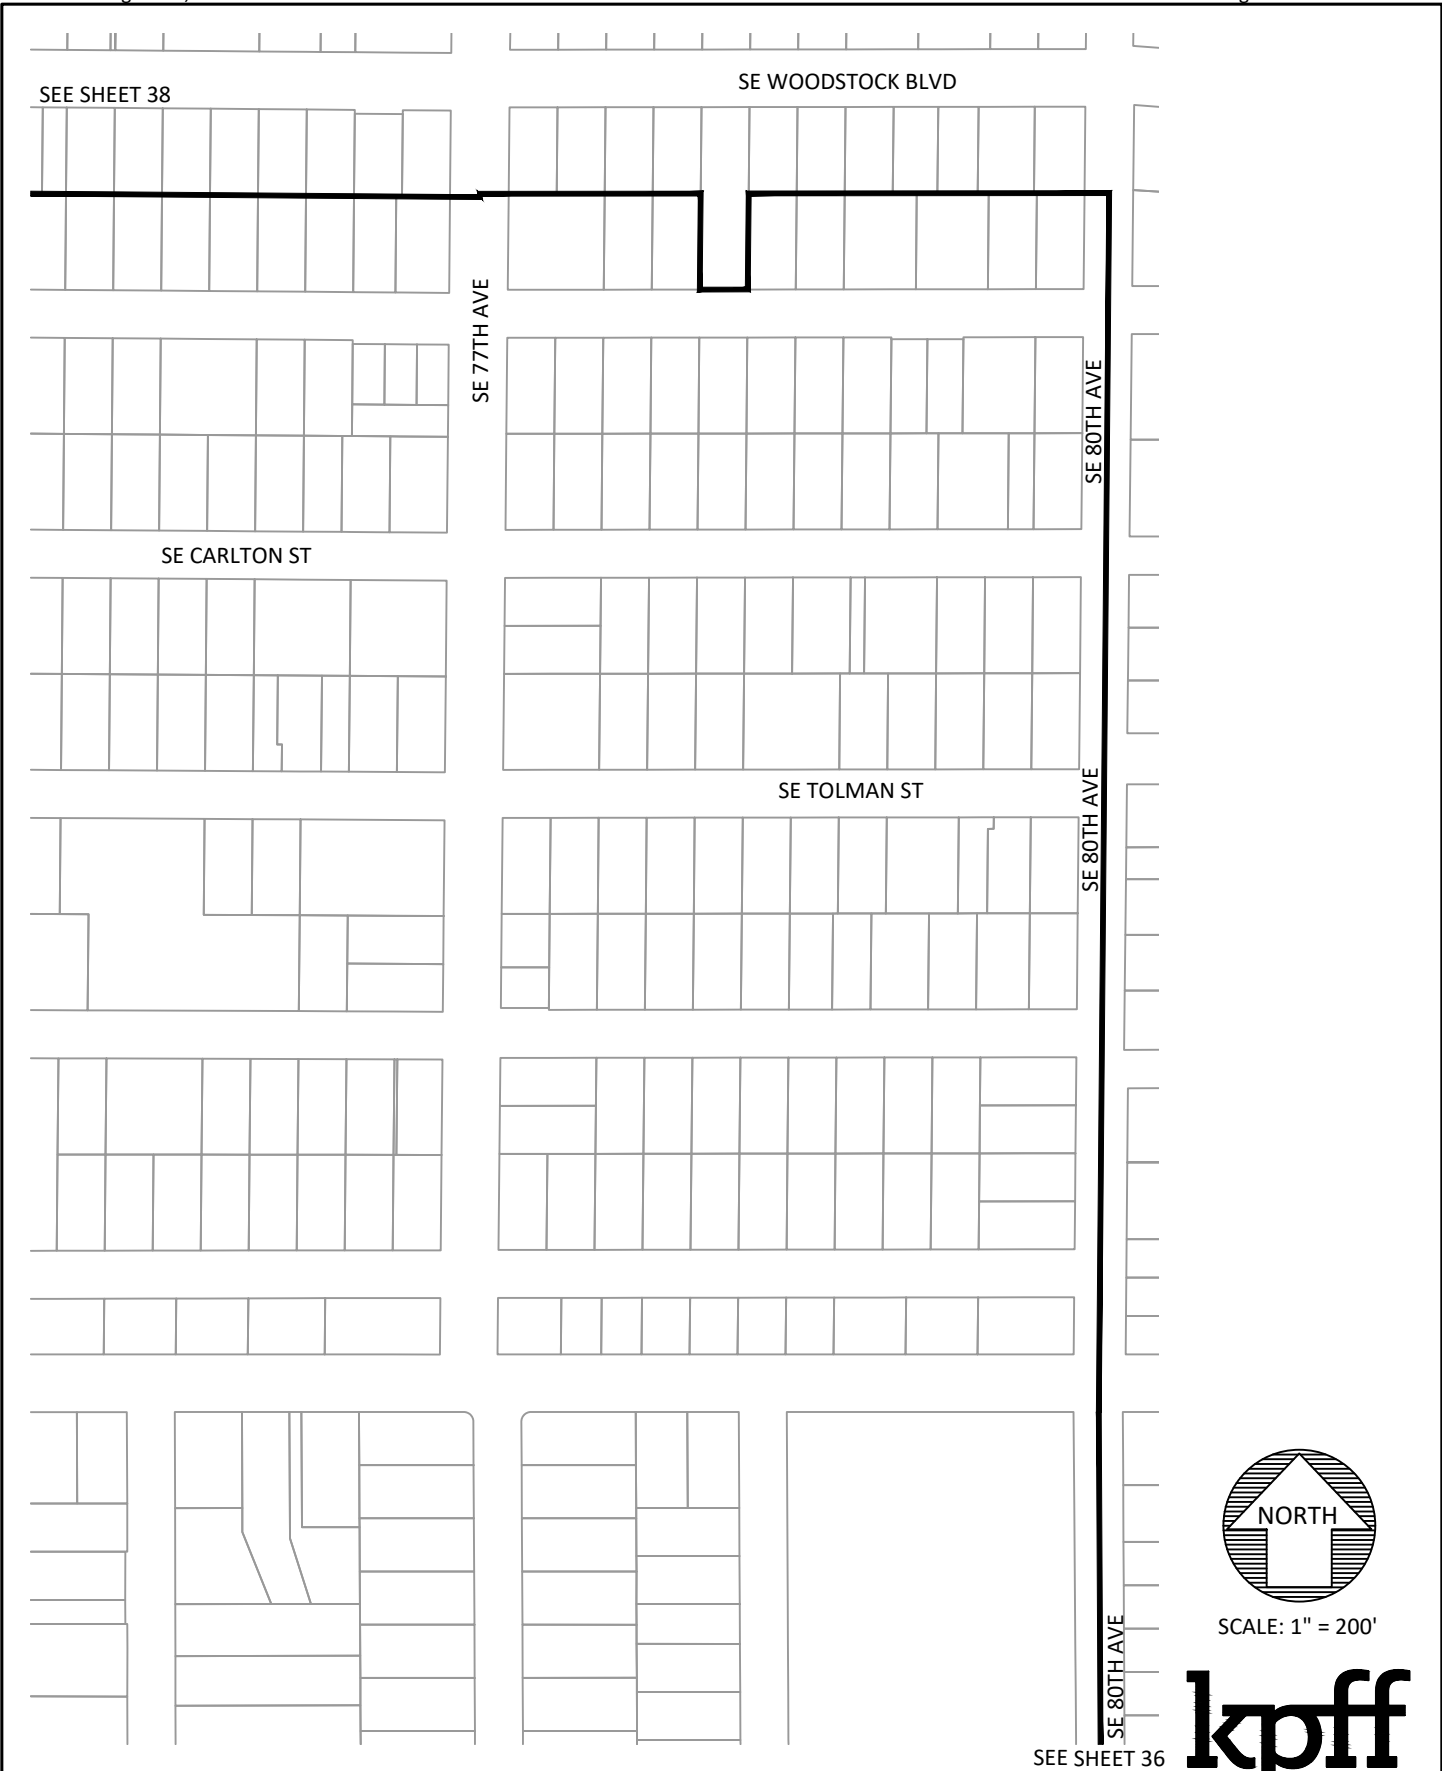 SE WOODSTOCK BLVD
SEE SHEET 38
SE 77TH AVE
SE 80TH AVE
SE CARLTON ST
SE TOLMAN ST
SE 80TH AVE
NORTH
SCALE: 1" = 200'
SE 80TH AVE
kpff
SEE SHEET 36